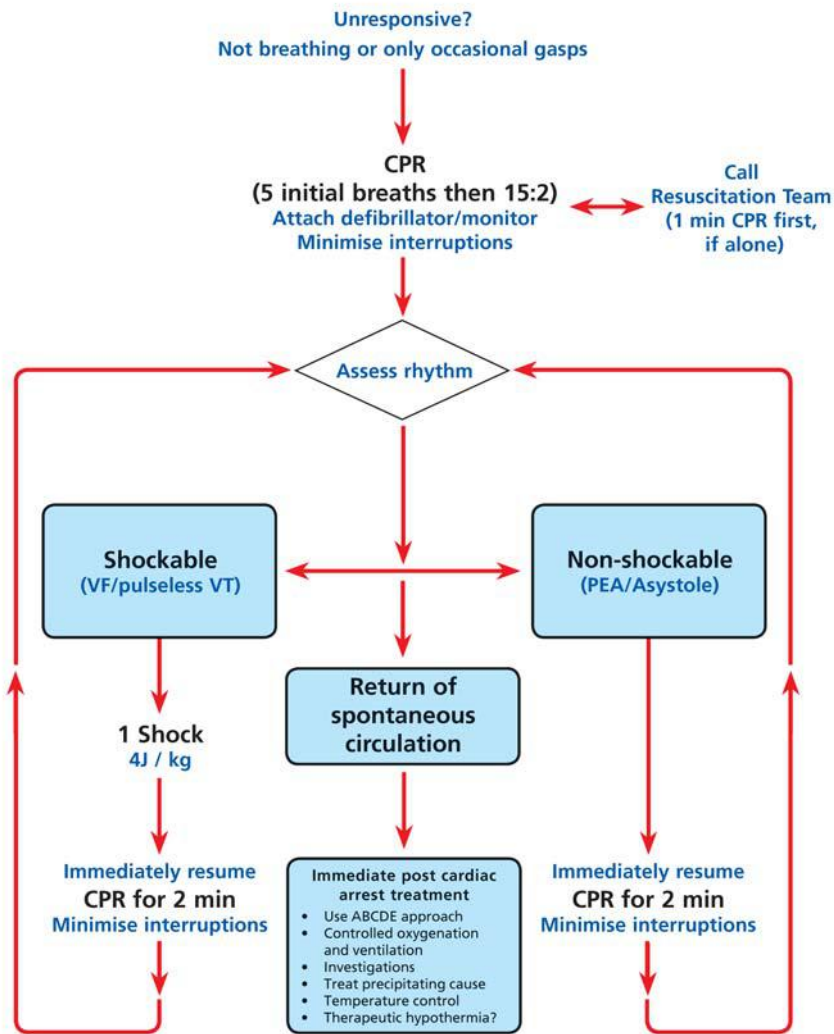 Unresponsive?
Not breathing or only occasional gasps
CPR
(5 initial breaths then 15:2)
Attach defibrillator/monitor
Minimise interruptions
Call
Resuscitation Team
(1 min CPR first,
if alone)
Assess rhythm
Shockable
(VF/pulseless VT)
Non-shockable
(PEA/Asystole)
Return of
spontaneous
circulation
1 Shock
4J / kg
Immediately resume
CPR for 2 min
Minimise interruptions
Immediate post cardiac
arrest treatment
• Use ABCDE approach
• Controlled oxygenation
and ventilation
• Investigations
• Treat precipitating cause
• Temperature control
• Therapeutic hypothermia?
Immediately resume
CPR for 2 min
Minimise interruptions